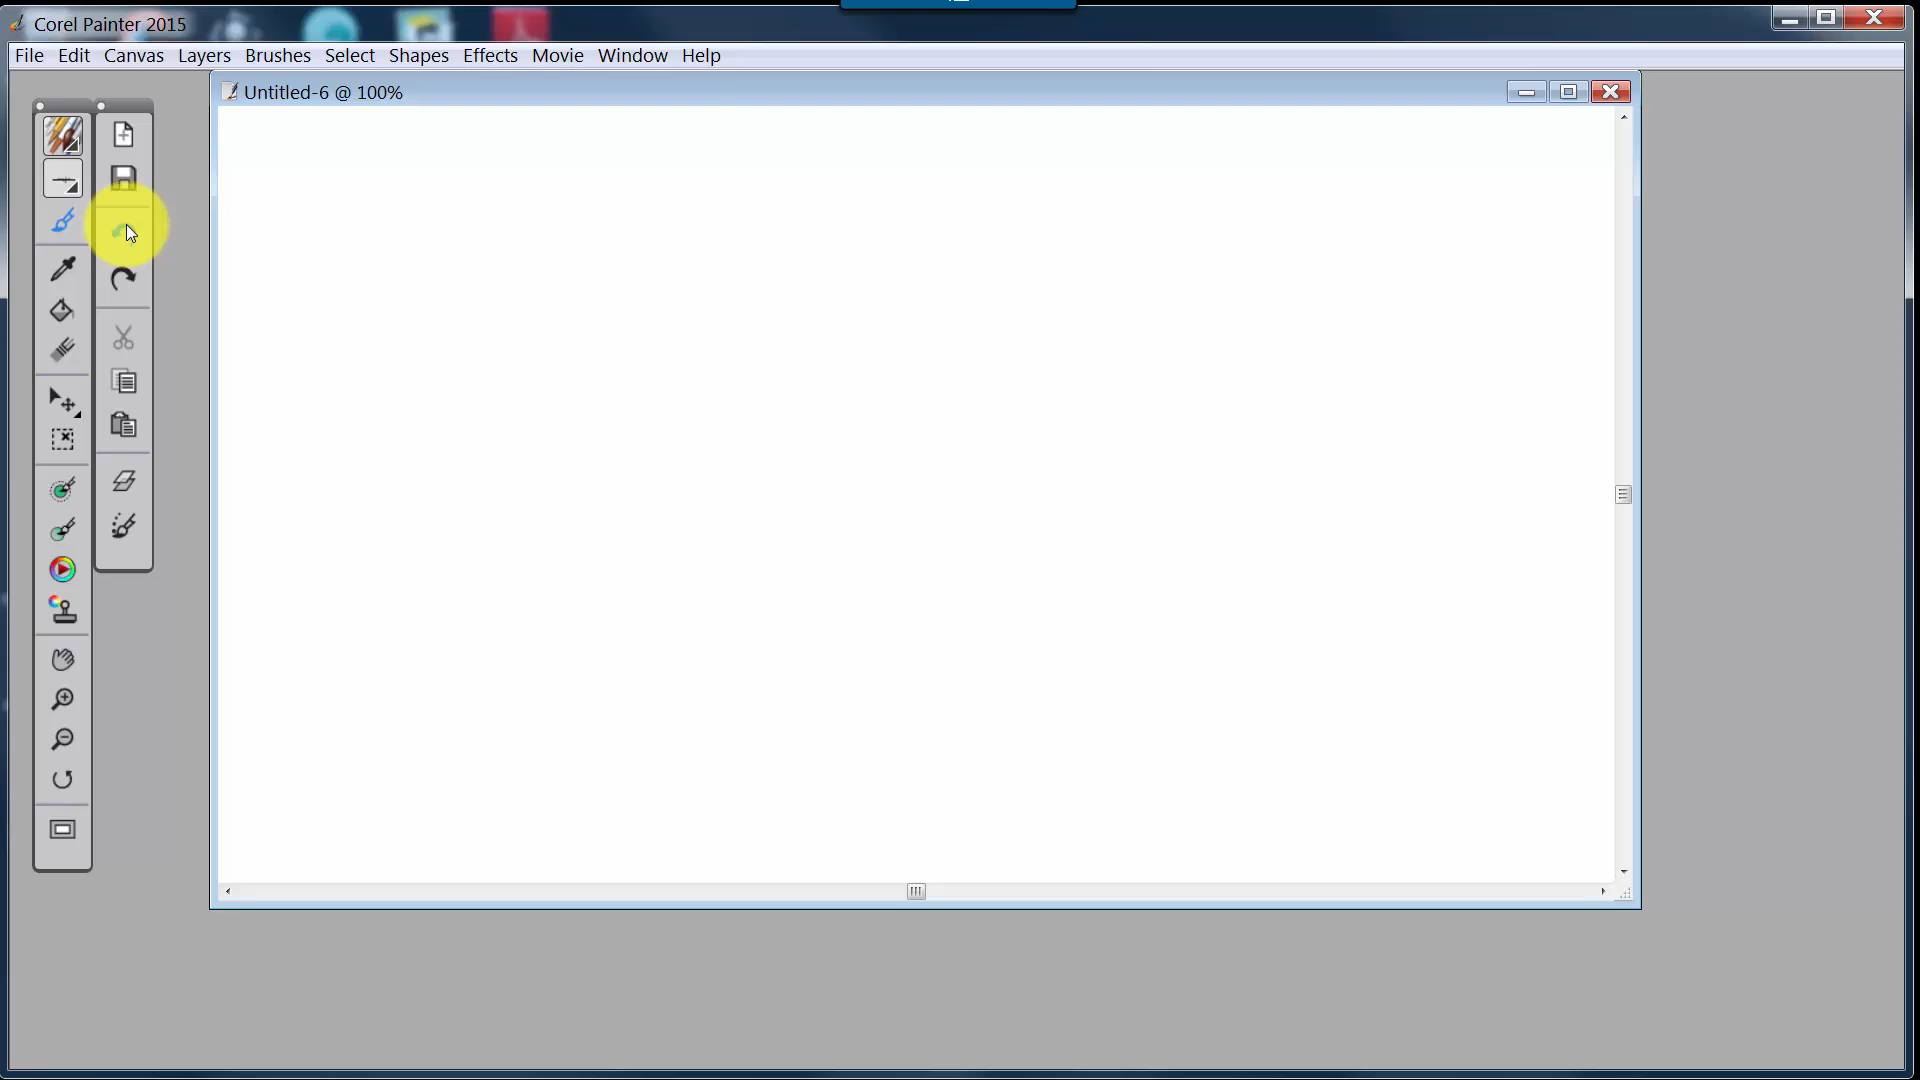 Corel Painter 2015
File Edit Canvas Layers Brushes Select Shapes Effects Movie Window Help
Untitled-6 @ 100%